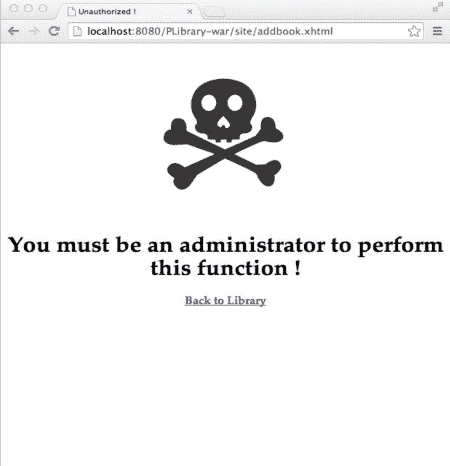 Unauthorized !
localhost:8080/PLibrary-war/site/addbook.xhtml
You must be an administrator to perform
this function !
Back to Library